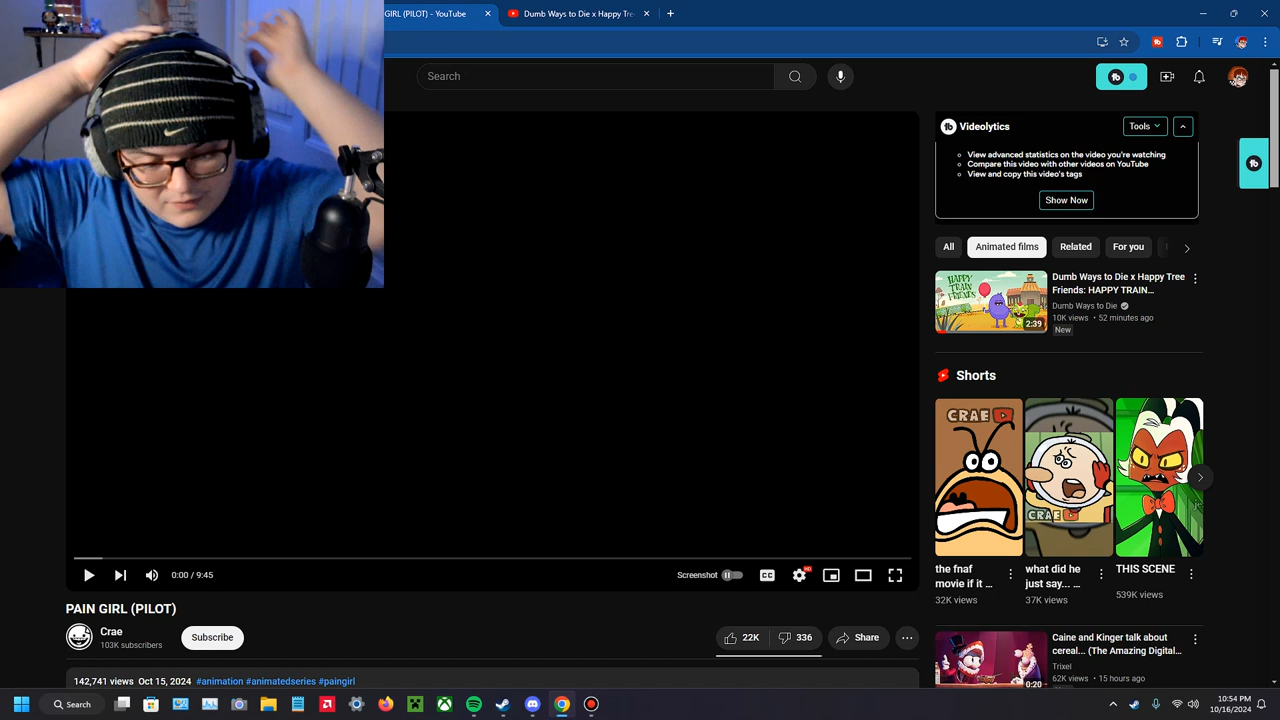 GIRL (PILOT) - YouTube
Dumb Ways to Die x Happy Tre
Search
Videolytics
Tools
View advanced statistics on the video you're watching
Compare this video with other videos on YouTube
View and copy this video's tags
Show Now
All
Animated films
Related
For you
HAPPY TRAIN FRIENDS
2:39
Dumb Ways to Die x Happy Tree
Friends: HAPPY TRAIN...
Dumb Ways to Die
10K views • 52 minutes ago
New
Shorts
CRAE
CRAE
the fnaf
movie if it ...
32K views
what did he
just say... ...
37K views
THIS SCENE
539K views
0:00 / 9:45
Screenshot
CC
HD
PAIN GIRL (PILOT)
Crae
103K subscribers
Subscribe
22K
336
Share
Caine and Kinger talk about
cereal... (The Amazing Digital...
Trixel
62K views • 15 hours ago
0:20
142,741 views Oct 15, 2024 #animation #animatedseries #paingirl
Search
10:54 PM
10/16/2024